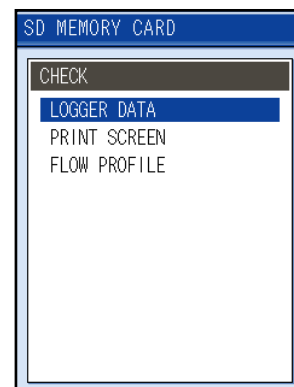 SD MEMORY CARD
CHECK
LOGGER DATA
PRINT SCREEN
FLOW PROFILE